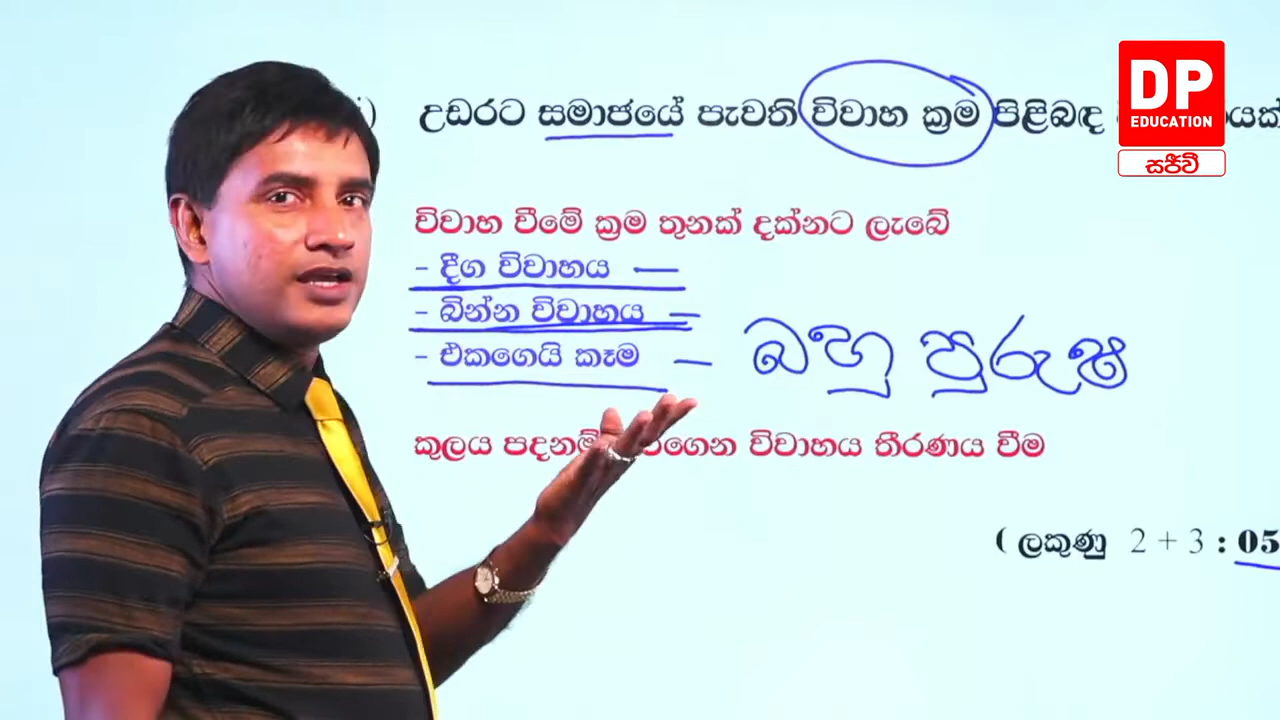 DP
EDUCATION
සජීවී
උඩරට සමාජයේ පැවති විවාහ ක්‍රම පිළිබඳ
විවාහ වීමේ ක්‍රම තුනක් දක්නට ලැබේ
- දීග විවාහය —
- බින්න විවාහය —
- එකගෙයි කෑම — බහු පුරුෂ
කුලය පදනම් විවාහය තීරණය වීම
( ලකුණු 2 + 3 : 05